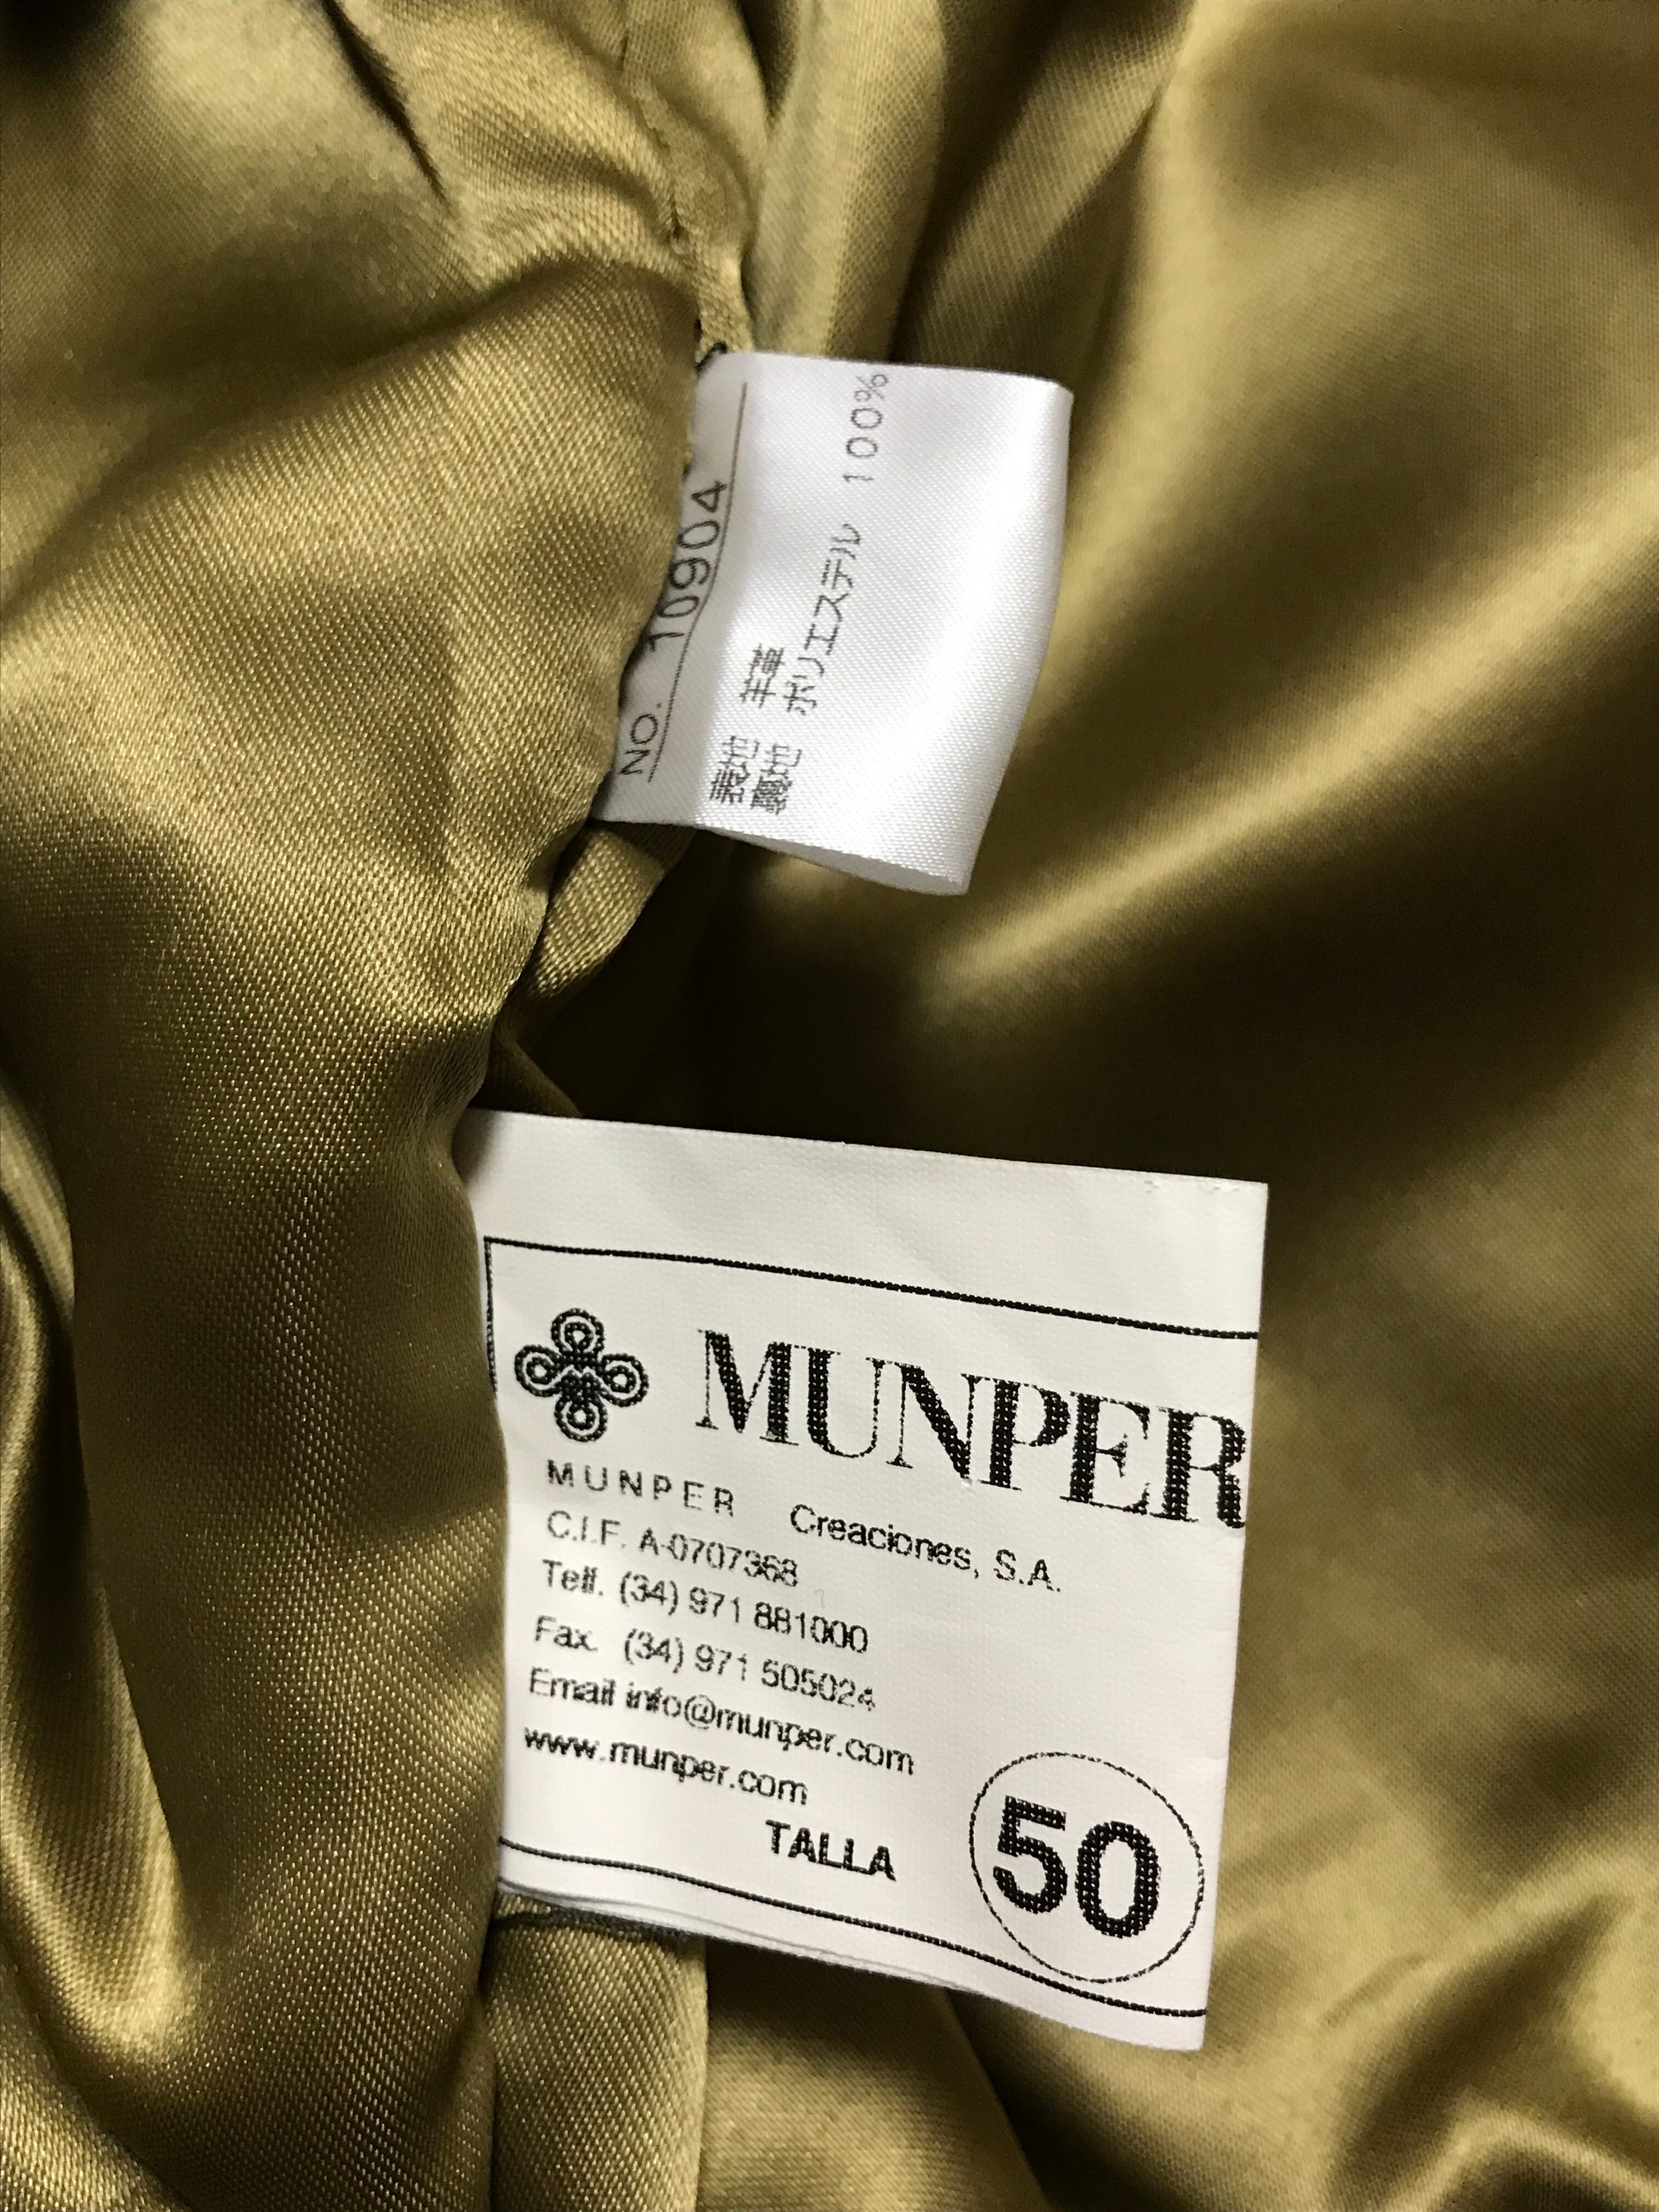 NO. 10904
表地 羊革
裏地 ポリエステル 100%
MUNPER
MUNPER Creaciones, S.A.
C.I.F. A-0707368
Telf. (34) 971 881000
Fax. (34) 971 505024
Email info@munper.com
www.munper.com
TALLA 50